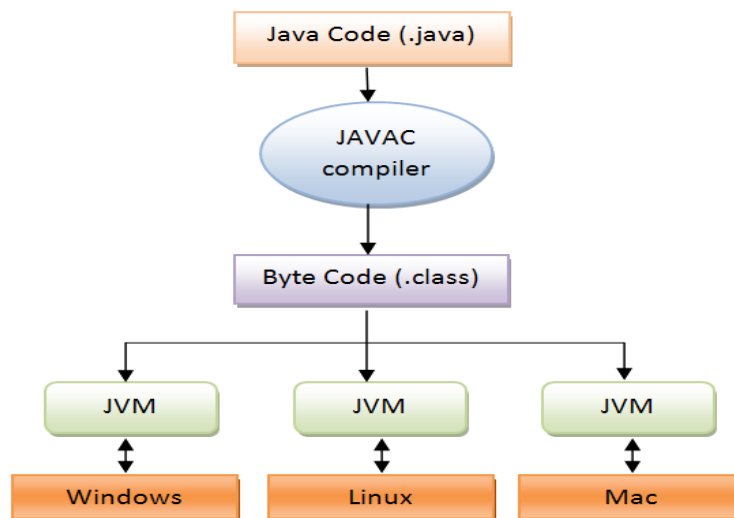 Java Code (.java)
JAVAC
compiler
Byte Code (.class)
JVM
JVM
JVM
Windows
Linux
Mac